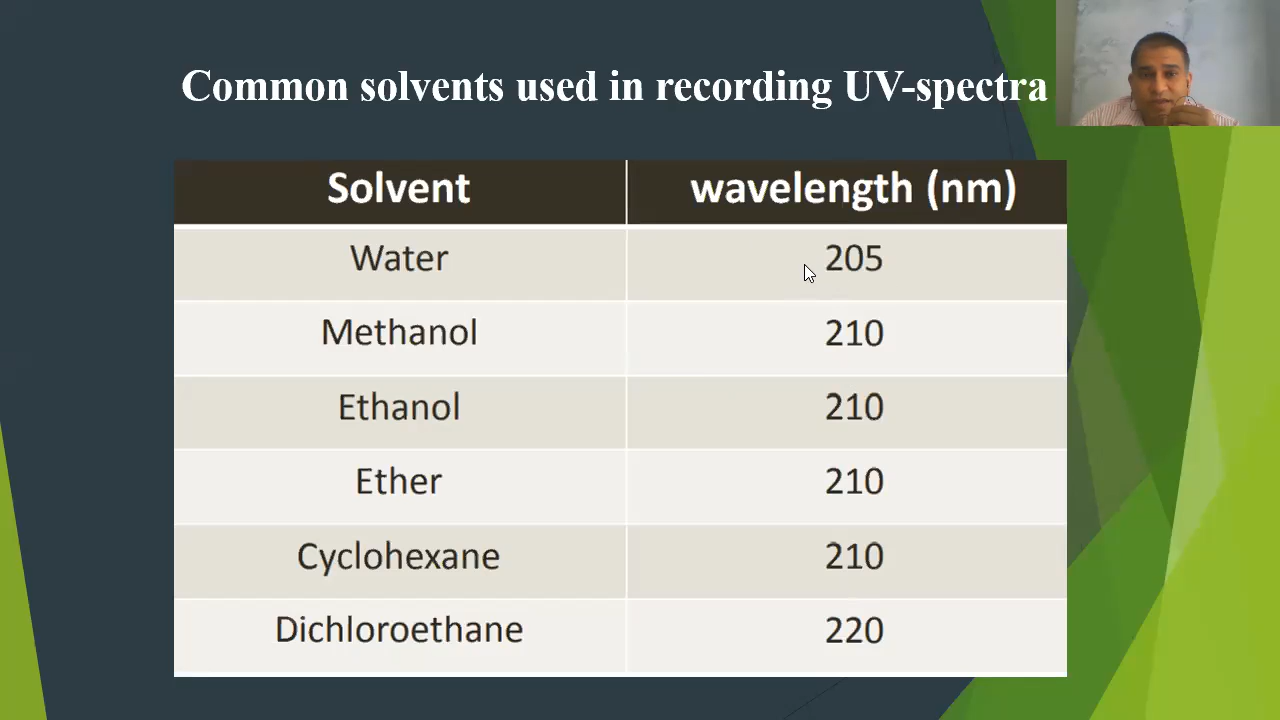 Common solvents used in recording UV-spectra
Solvent wavelength (nm)
Water 205
Methanol 210
Ethanol 210
Ether 210
Cyclohexane 210
Dichloroethane 220